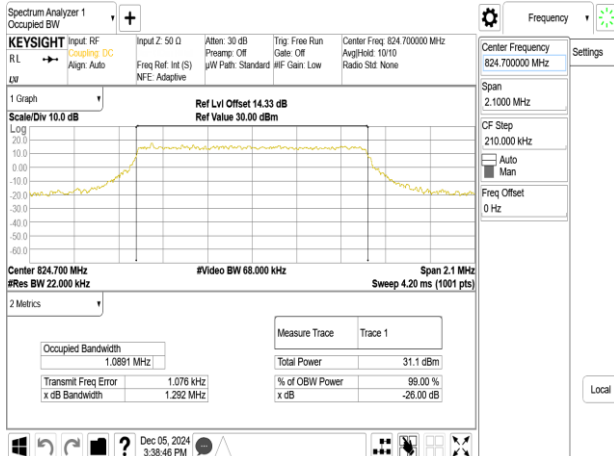 Spectrum Analyzer 1
Occupied BW
Frequency
KEYSIGHT
Input: RF
Coupling: DC
Align: Auto
RL
LXI
Input Z: 50 Ω
Freq Ref: Int (S)
NFE: Adaptive
Atten: 30 dB
Preamp: Off
µW Path: Standard
Trig: Free Run
Gate: Off
#IF Gain: Low
Center Freq: 824.700000 MHz
Avg|Hold: 10/10
Radio Std: None
Center Frequency
824.700000 MHz
Settings
Span
2.1000 MHz
CF Step
210.000 kHz
Auto
Man
Freq Offset
0 Hz
1 Graph
Scale/Div 10.0 dB
Ref Lvl Offset 14.33 dB
Ref Value 30.00 dBm
Log
20.0
10.0
0.00
-10.0
-20.0
-30.0
-40.0
-50.0
-60.0
Center 824.700 MHz
#Video BW 68.000 kHz
Span 2.1 MHz
#Res BW 22.000 kHz
Sweep 4.20 ms (1001 pts)
2 Metrics
Measure Trace Trace 1
Occupied Bandwidth
1.0891 MHz
Total Power 31.1 dBm
Transmit Freq Error 1.076 kHz
% of OBW Power 99.00 %
x dB Bandwidth 1.292 MHz
x dB -26.00 dB
Local
?
Dec 05, 2024
3:38:46 PM